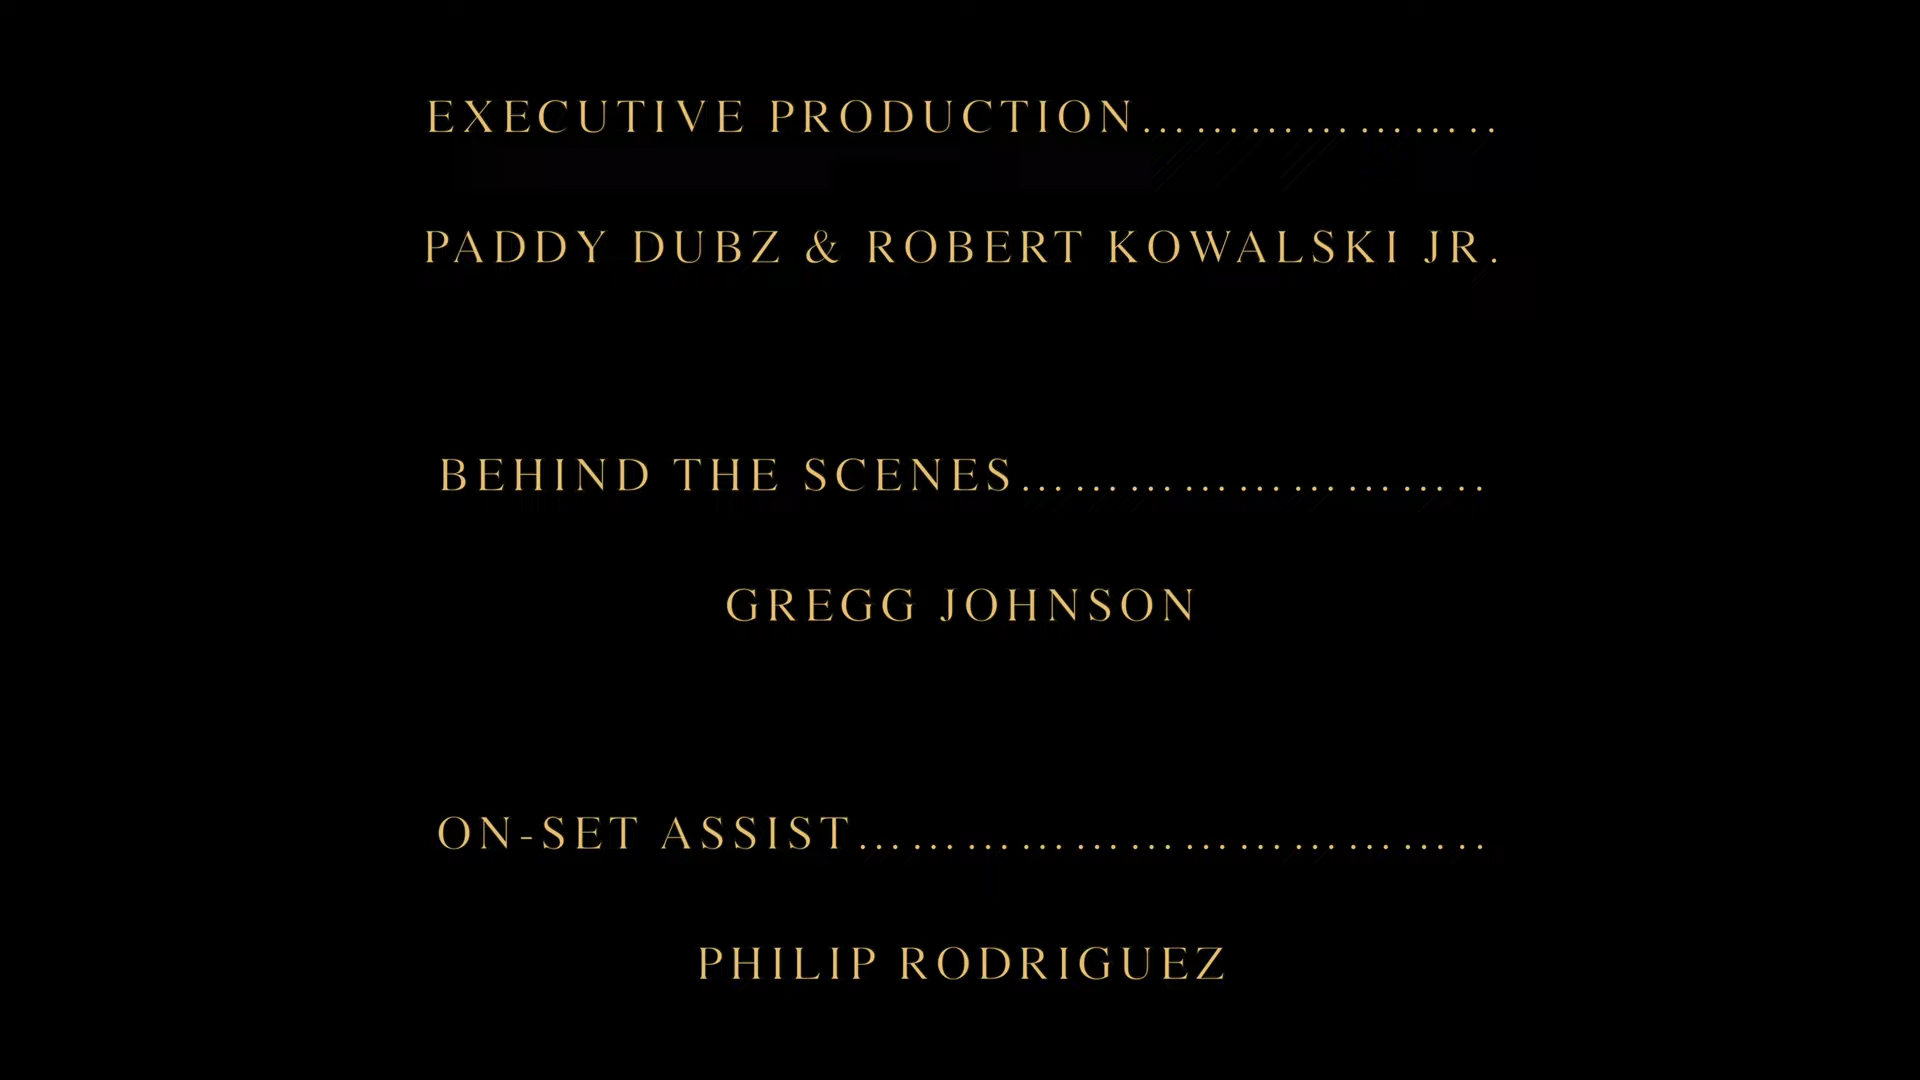 EXECUTIVE PRODUCTION....................
PADDY DUBZ & ROBERT KOWALSKI JR.
BEHIND THE SCENES..........................
GREGG JOHNSON
ON-SET ASSIST...................................
PHILIP RODRIGUEZ